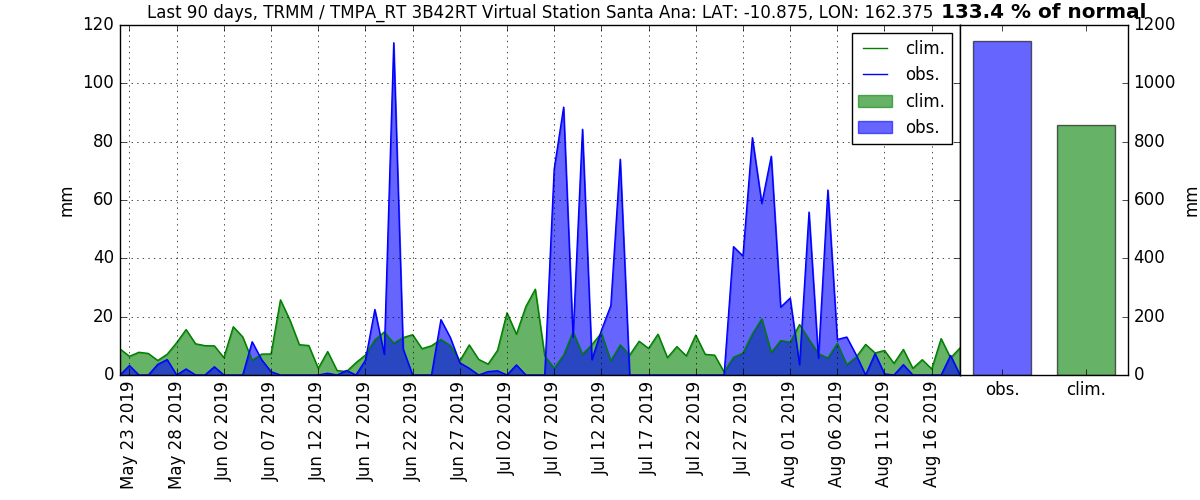 Last 90 days, TRMM / TMPA_RT 3B42RT Virtual Station Santa Ana: LAT: -10.875, LON: 162.375 133.4 % of normal
120
100
80
60
40
20
0
mm
clim.
obs.
clim.
obs.
1200
1000
800
600
400
200
0
mm
May 23 2019
May 28 2019
Jun 02 2019
Jun 07 2019
Jun 12 2019
Jun 17 2019
Jun 22 2019
Jun 27 2019
Jul 02 2019
Jul 07 2019
Jul 12 2019
Jul 17 2019
Jul 22 2019
Jul 27 2019
Aug 01 2019
Aug 06 2019
Aug 11 2019
Aug 16 2019
obs.
clim.